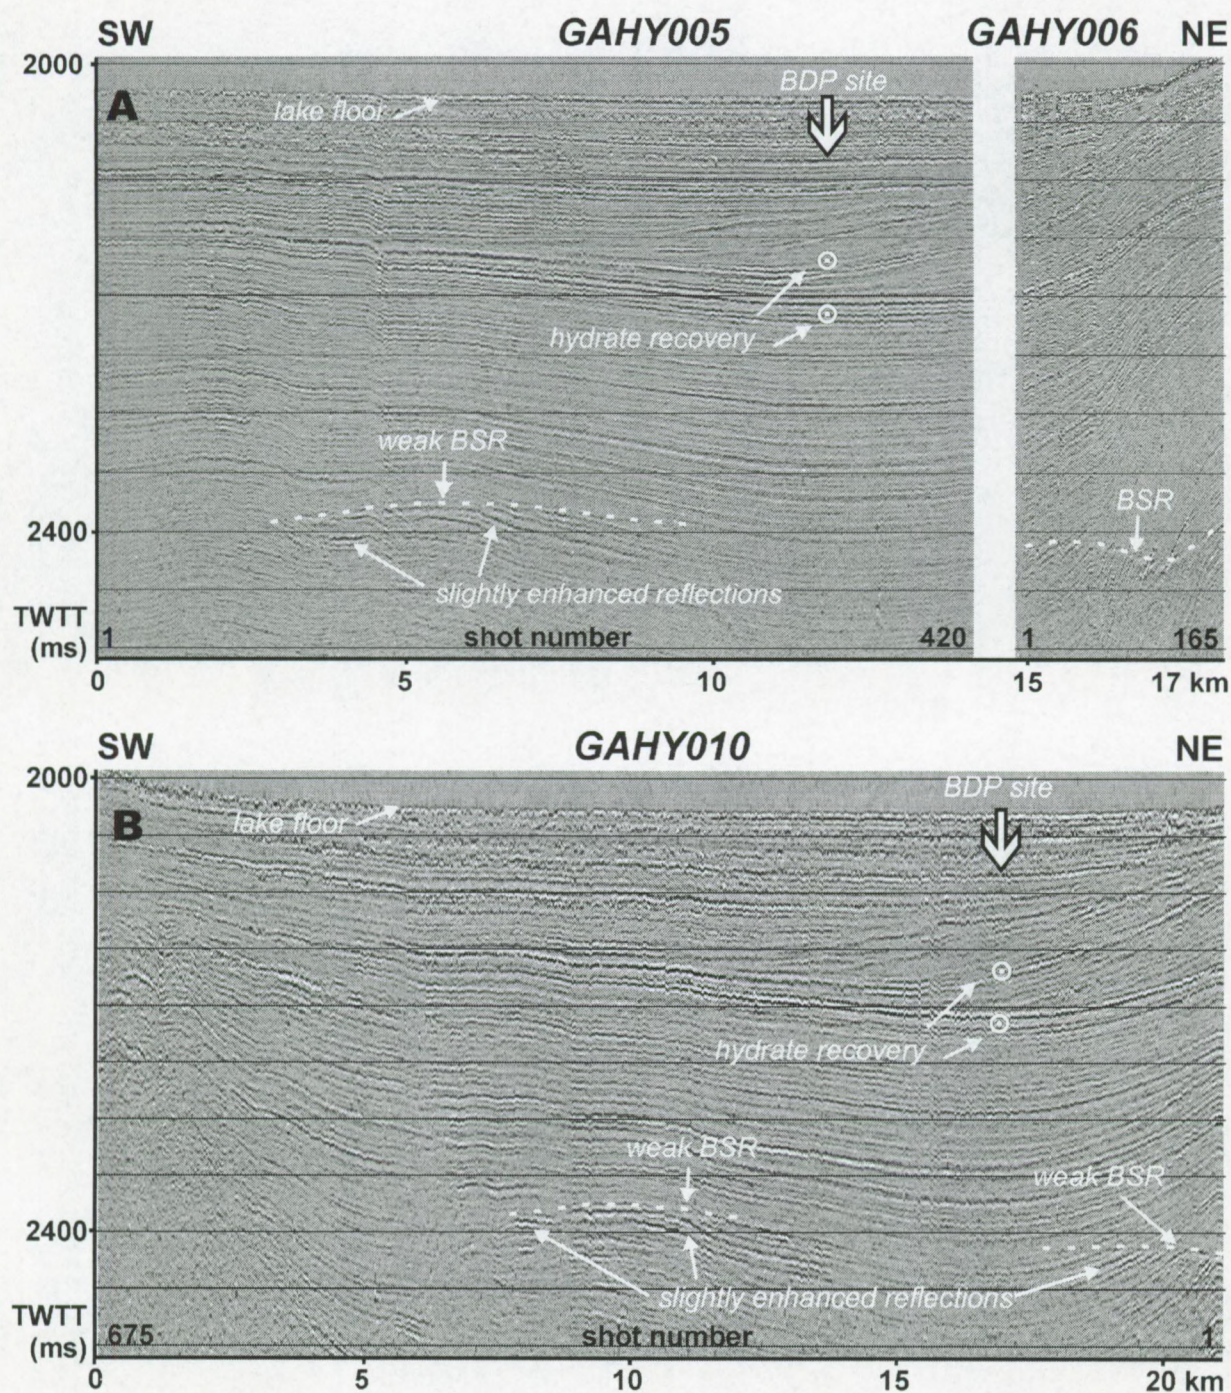 SW GAHY005 GAHY006 NE
2000
A
lake floor
BDP site
hydrate recovery
weak BSR
BSR
2400
slightly enhanced reflections
TWTT
(ms)
1 shot number 420 1 165
0 5 10 15 17 km
SW GAHY010 NE
2000
B
lake floor
BDP site
hydrate recovery
weak BSR
weak BSR
2400
slightly enhanced reflections
TWTT
(ms)
675 shot number 1
0 5 10 15 20 km